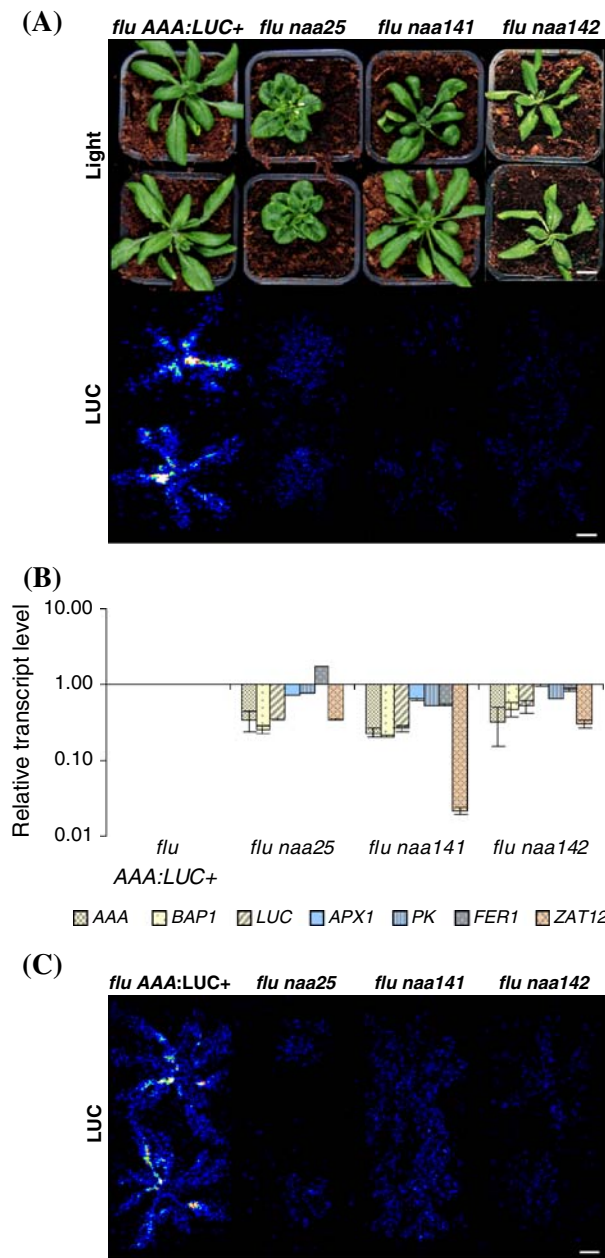 (A)
flu AAA:LUC+ flu naa25 flu naa141 flu naa142
Light
LUC
(B)
Relative transcript level
10.00
1.00
0.10
0.01
flu AAA:LUC+ flu naa25 flu naa141 flu naa142
AAA BAP1 LUC APX1 PK FER1 ZAT12
(C)
flu AAA:LUC+ flu naa25 flu naa141 flu naa142
LUC